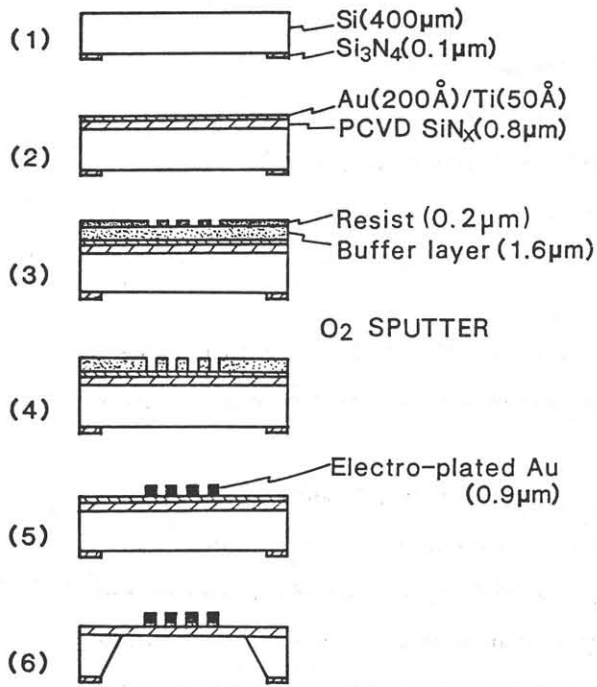 (1)
Si(400μm)
Si₃N₄(0.1μm)
(2)
Au(200Å)/Ti(50Å)
PCVD SiNₓ(0.8μm)
(3)
Resist (0.2μm)
Buffer layer (1.6μm)
O₂ SPUTTER
(4)
Electro-plated Au
(0.9μm)
(5)
(6)